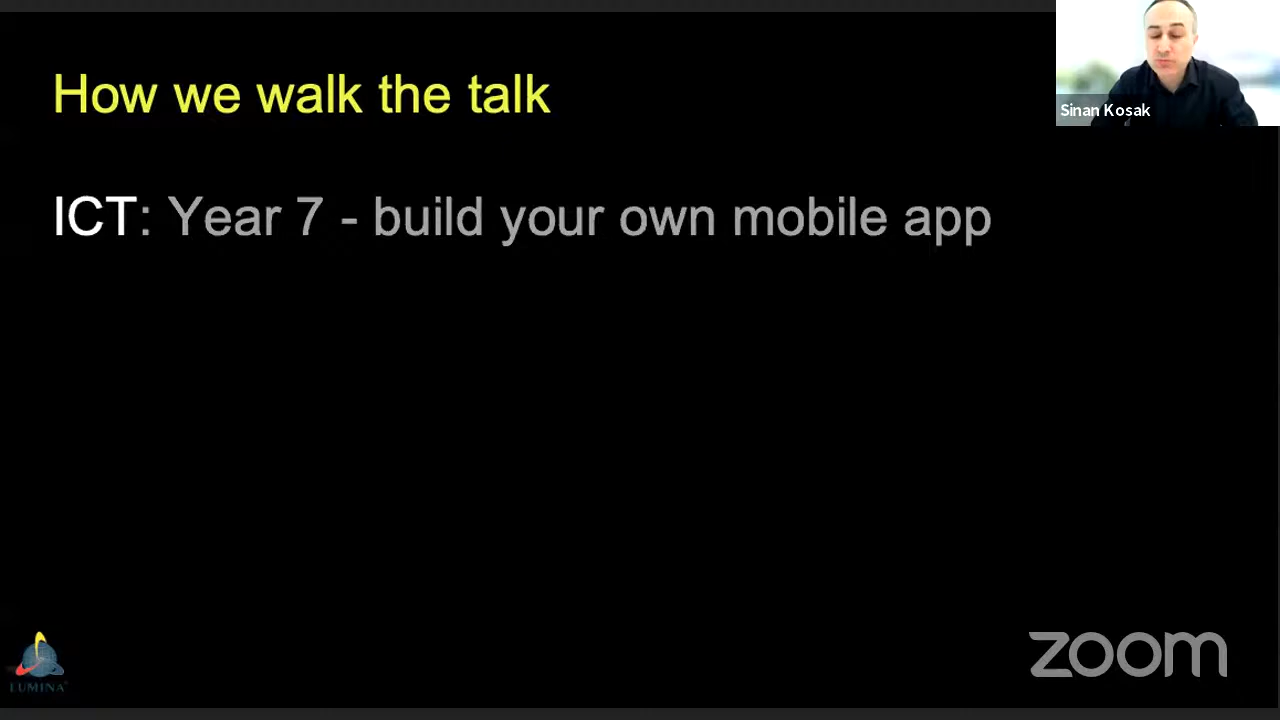 How we walk the talk
Sinan Kosak
ICT: Year 7 - build your own mobile app
LUMINA
zoom